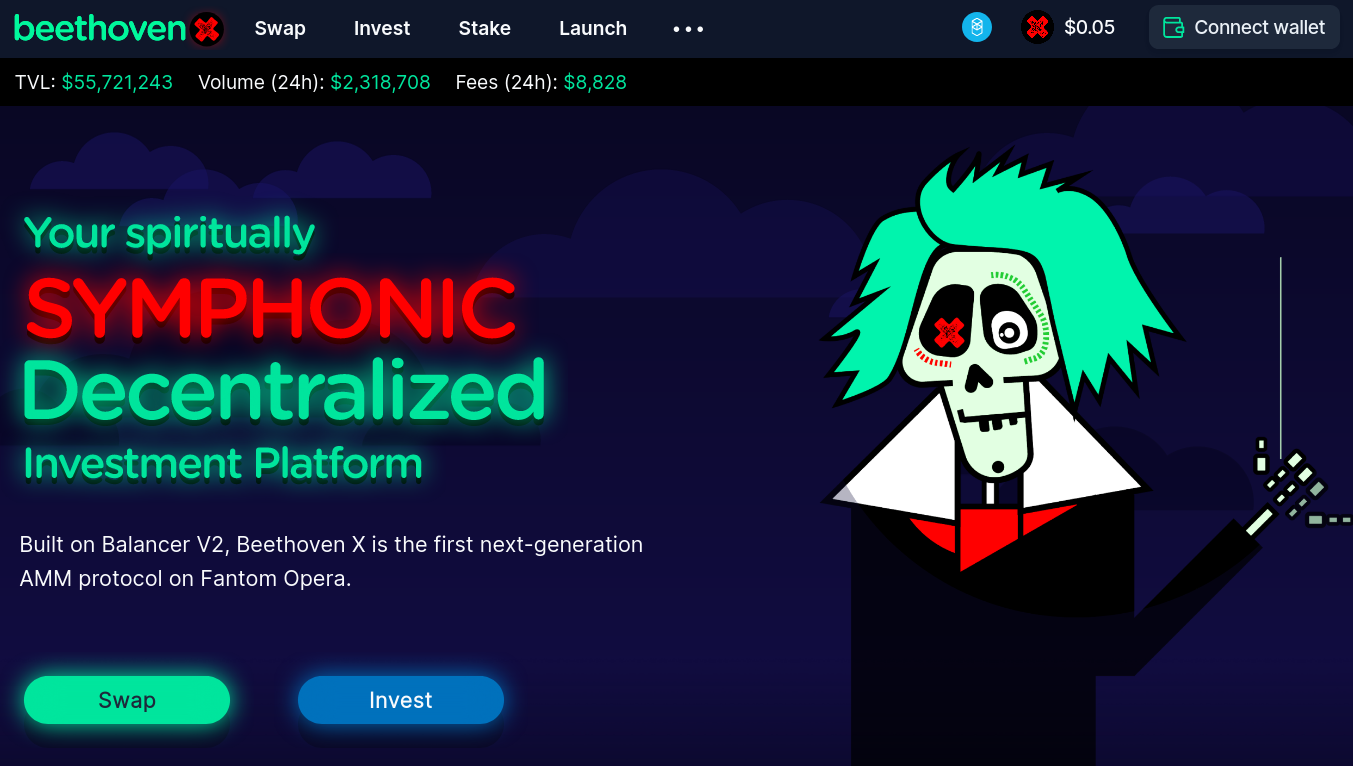 beethoven
Swap
Invest
Stake
Launch
$0.05
Connect wallet
TVL: $55,721,243
Volume (24h): $2,318,708
Fees (24h): $8,828
Your spiritually
SYMPHONIC
Decentralized
Investment Platform
Built on Balancer V2, Beethoven X is the first next-generation
AMM protocol on Fantom Opera.
Swap
Invest